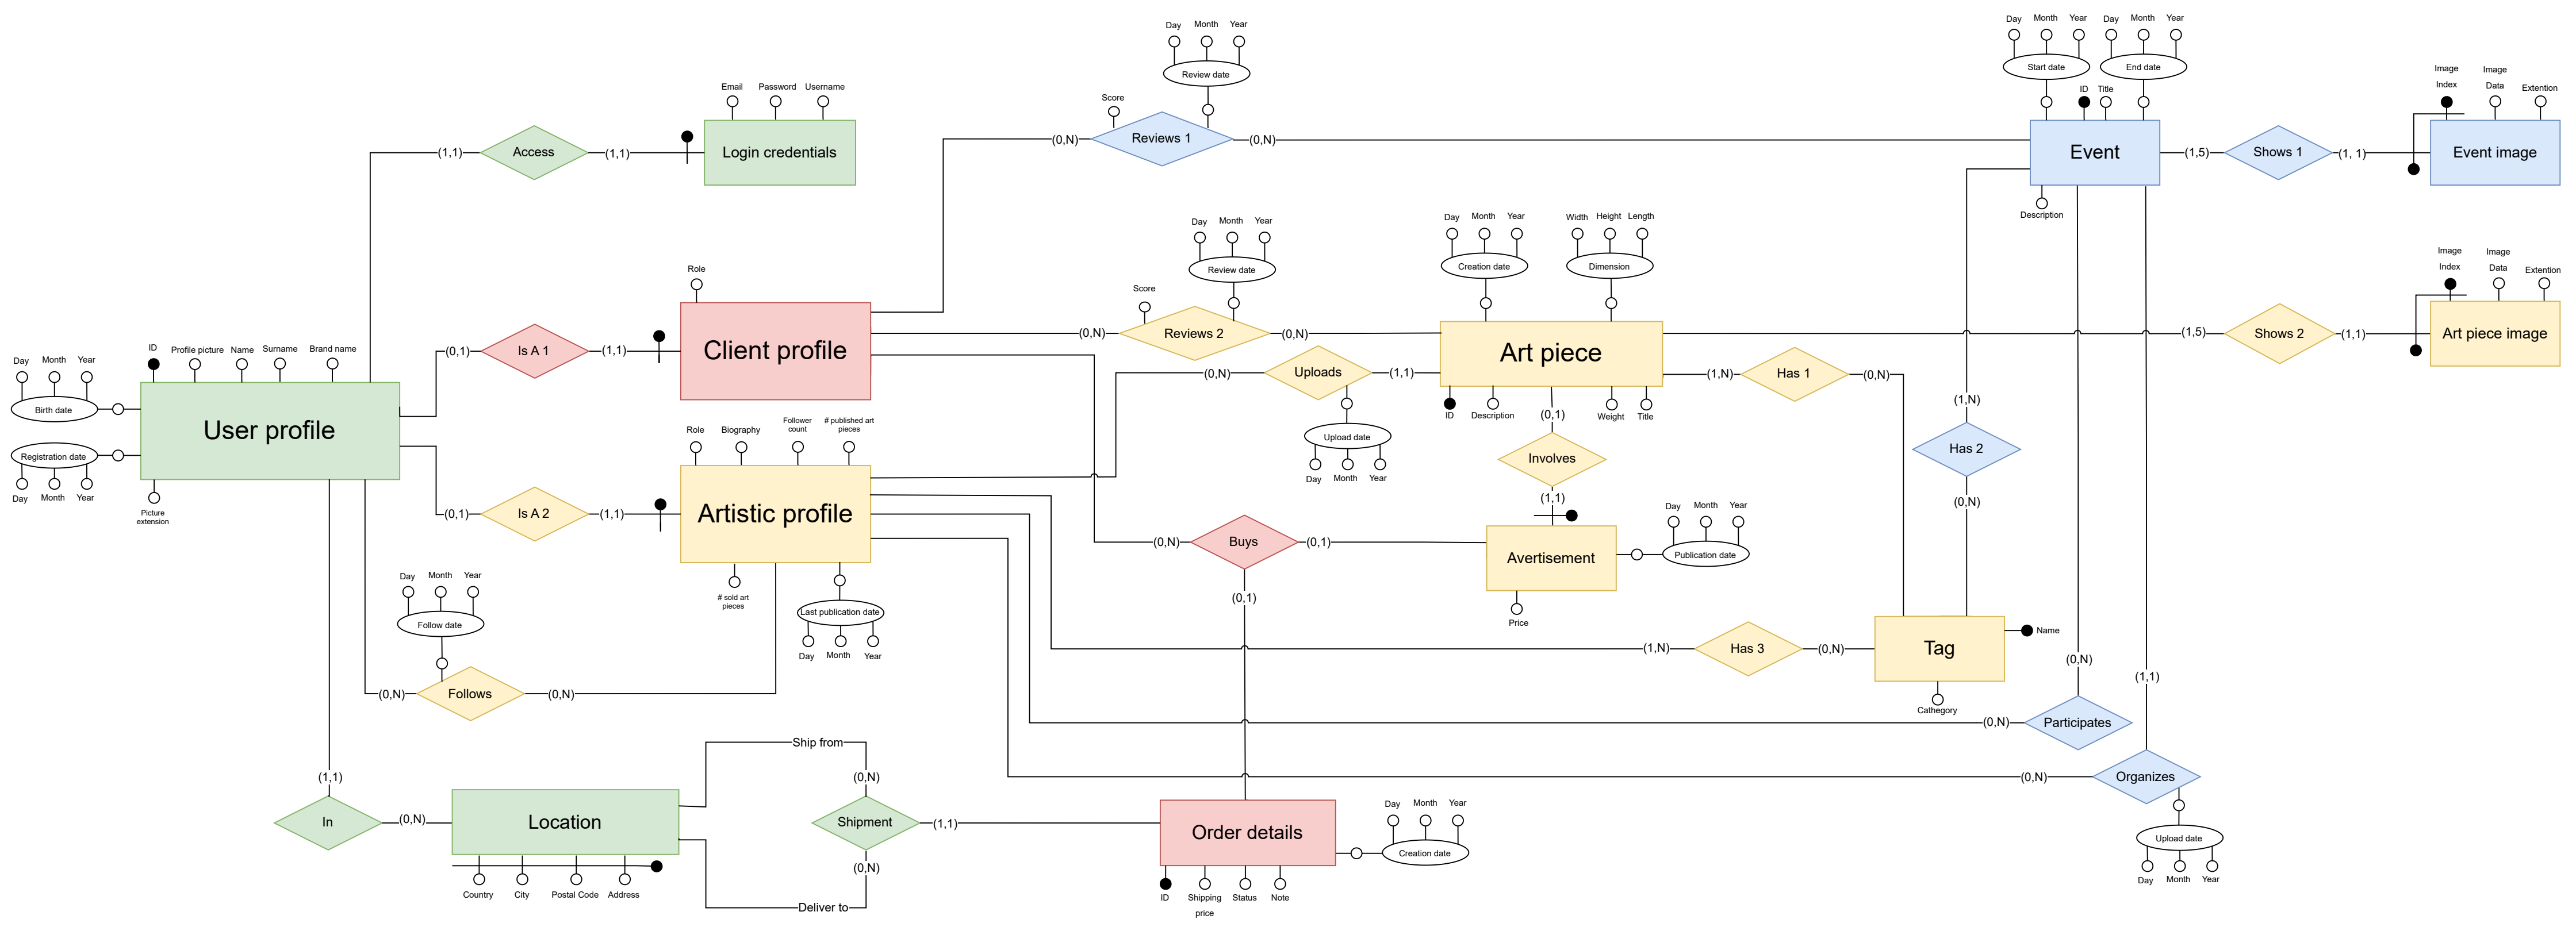 Day Month Year
Review date
Score
Reviews 1
(0,N)
(0,N)
Day Month Year Day Month Year
Start date End date
ID Title
Event
Description
(1,5)
Shows 1
(1, 1)
Image
Index
Image
Data
Extention
Event image
Email Password Username
Login credentials
(1,1)
Access
(1,1)
Role
Client profile
(0,1)
Is A 1
(1,1)
Day Month Year
Review date
Score
Reviews 2
(0,N)
(0,N)
Day Month Year
Creation date
Width Height Length
Dimension
Art piece
ID Description Weight Title
(1,5)
Shows 2
(1,1)
Image
Index
Image
Data
Extention
Art piece image
(0,N)
Uploads
(1,1)
Upload date
Day Month Year
(1,N)
Has 1
(0,N)
(0,1)
Involves
(1,1)
ID Profile picture Name Surname Brand name
Day Month Year
Birth date
User profile
Registration date
Day Month Year
Picture
extension
(0,1)
Is A 2
(1,1)
Role Biography
Follower
count
# published art
pieces
Artistic profile
# sold art
pieces
Last publication date
Day Month Year
(1,N)
Has 2
(0,N)
(0,N)
Buys
(0,1)
(0,1)
Avertisement
Price
Day Month Year
Publication date
Day Month Year
Follow date
(0,N)
Follows
(0,N)
(1,N)
Has 3
(0,N)
Tag
Name
Cathegory
(0,N)
(0,N)
Participates
(1,1)
(0,N)
Organizes
Upload date
Day Month Year
(1,1)
In
(0,N)
Location
Country City Postal Code Address
Ship from
(0,N)
Shipment
(1,1)
(0,N)
Deliver to
Order details
ID
Shipping
price
Status Note
Day Month Year
Creation date